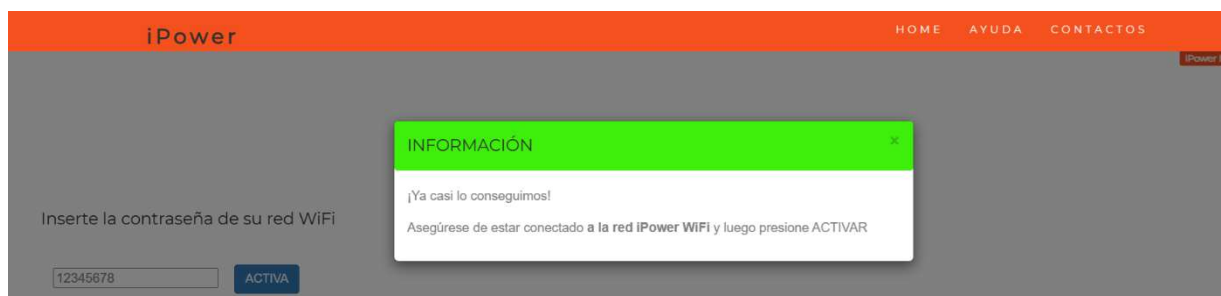 iPower
HOME AYUDA CONTACTOS
iPower
INFORMACIÓN ×
¡Ya casi lo conseguimos!
Asegúrese de estar conectado a la red iPower WiFi y luego presione ACTIVAR
Inserte la contraseña de su red WiFi
12345678 ACTIVA